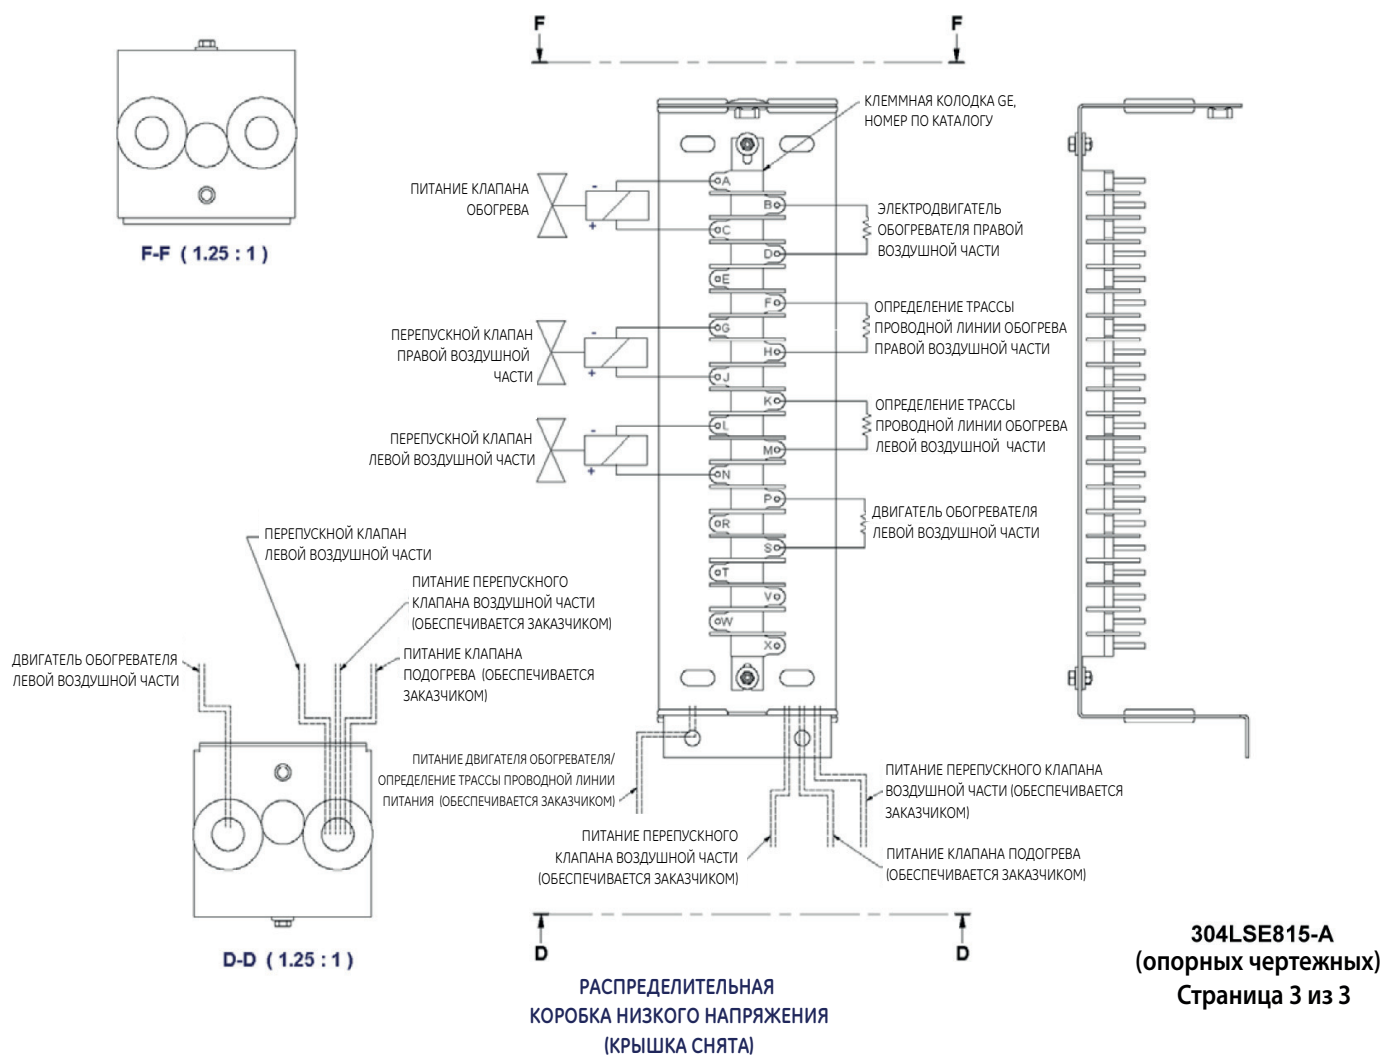 F
F
F-F ( 1.25 : 1 )
КЛЕММНАЯ КОЛОДКА GE,
НОМЕР ПО КАТАЛОГУ
ПИТАНИЕ КЛАПАНА
ОБОГРЕВА
-
+
ПЕРЕПУСКНОЙ КЛАПАН
ПРАВОЙ ВОЗДУШНОЙ
ЧАСТИ
-
+
ПЕРЕПУСКНОЙ КЛАПАН
ЛЕВОЙ ВОЗДУШНОЙ ЧАСТИ
-
+
A
B
C
D
E
F
G
H
J
K
L
M
N
P
R
S
T
V
W
X
ЭЛЕКТРОДВИГАТЕЛЬ
ОБОГРЕВАТЕЛЯ ПРАВОЙ
ВОЗДУШНОЙ ЧАСТИ
ОПРЕДЕЛЕНИЕ ТРАССЫ
ПРОВОДНОЙ ЛИНИИ ОБОГРЕВА
ПРАВОЙ ВОЗДУШНОЙ ЧАСТИ
ОПРЕДЕЛЕНИЕ ТРАССЫ
ПРОВОДНОЙ ЛИНИИ ОБОГРЕВА
ЛЕВОЙ ВОЗДУШНОЙ ЧАСТИ
ДВИГАТЕЛЬ ОБОГРЕВАТЕЛЯ
ЛЕВОЙ ВОЗДУШНОЙ ЧАСТИ
ПЕРЕПУСКНОЙ КЛАПАН
ЛЕВОЙ ВОЗДУШНОЙ ЧАСТИ
ПИТАНИЕ ПЕРЕПУСКНОГО
КЛАПАНА ВОЗДУШНОЙ ЧАСТИ
(ОБЕСПЕЧИВАЕТСЯ ЗАКАЗЧИКОМ)
ДВИГАТЕЛЬ ОБОГРЕВАТЕЛЯ
ЛЕВОЙ ВОЗДУШНОЙ ЧАСТИ
ПИТАНИЕ КЛАПАНА
ПОДОГРЕВА (ОБЕСПЕЧИВАЕТСЯ
ЗАКАЗЧИКОМ)
ПИТАНИЕ ДВИГАТЕЛЯ ОБОГРЕВАТЕЛЯ/
ОПРЕДЕЛЕНИЕ ТРАССЫ ПРОВОДНОЙ ЛИНИИ
ПИТАНИЯ (ОБЕСПЕЧИВАЕТСЯ ЗАКАЗЧИКОМ)
ПИТАНИЕ ПЕРЕПУСКНОГО КЛАПАНА
ВОЗДУШНОЙ ЧАСТИ (ОБЕСПЕЧИВАЕТСЯ
ЗАКАЗЧИКОМ)
ПИТАНИЕ ПЕРЕПУСКНОГО
КЛАПАНА ВОЗДУШНОЙ ЧАСТИ
(ОБЕСПЕЧИВАЕТСЯ ЗАКАЗЧИКОМ)
ПИТАНИЕ КЛАПАНА ПОДОГРЕВА
(ОБЕСПЕЧИВАЕТСЯ ЗАКАЗЧИКОМ)
D-D ( 1.25 : 1 )
D
D
РАСПРЕДЕЛИТЕЛЬНАЯ
КОРОБКА НИЗКОГО НАПРЯЖЕНИЯ
(КРЫШКА СНЯТА)
304LSE815-A
(опорных чертежных)
Страница 3 из 3